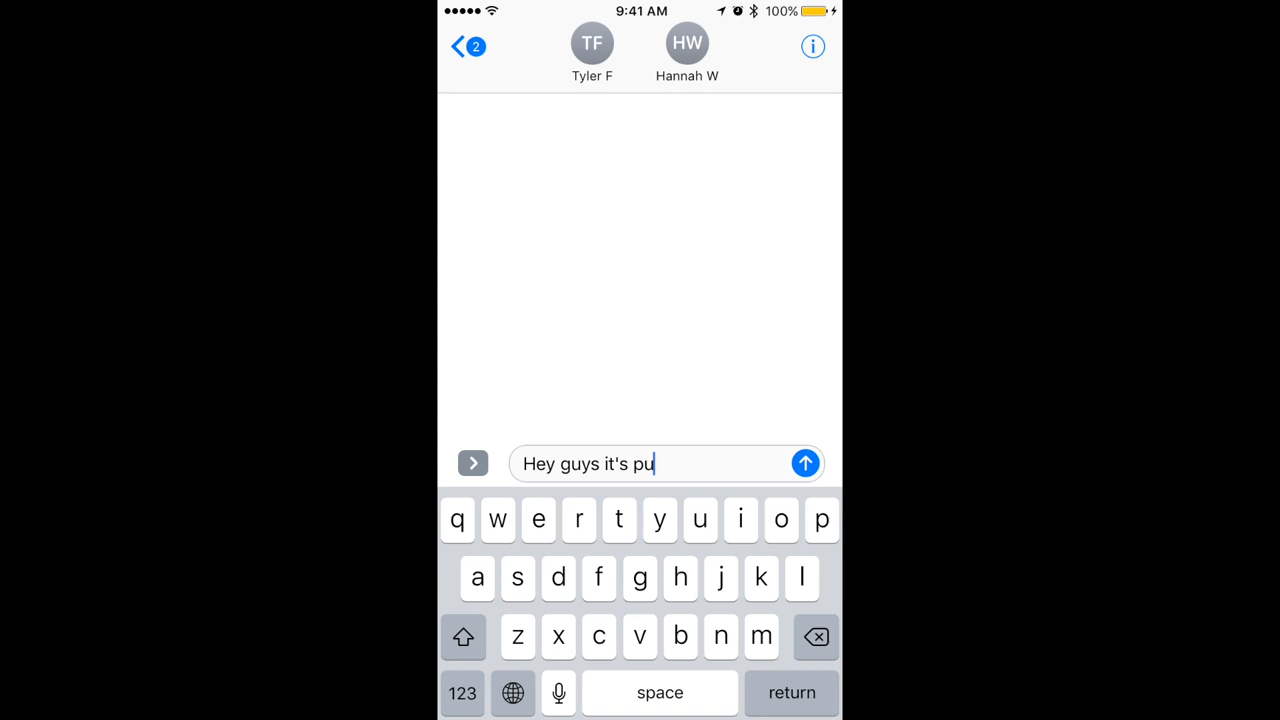 9:41 AM 100%
2
TF HW
Tyler F Hannah W
i
Hey guys it's pu
q w e r t y u i o p
a s d f g h j k l
z x c v b n m
123 space return